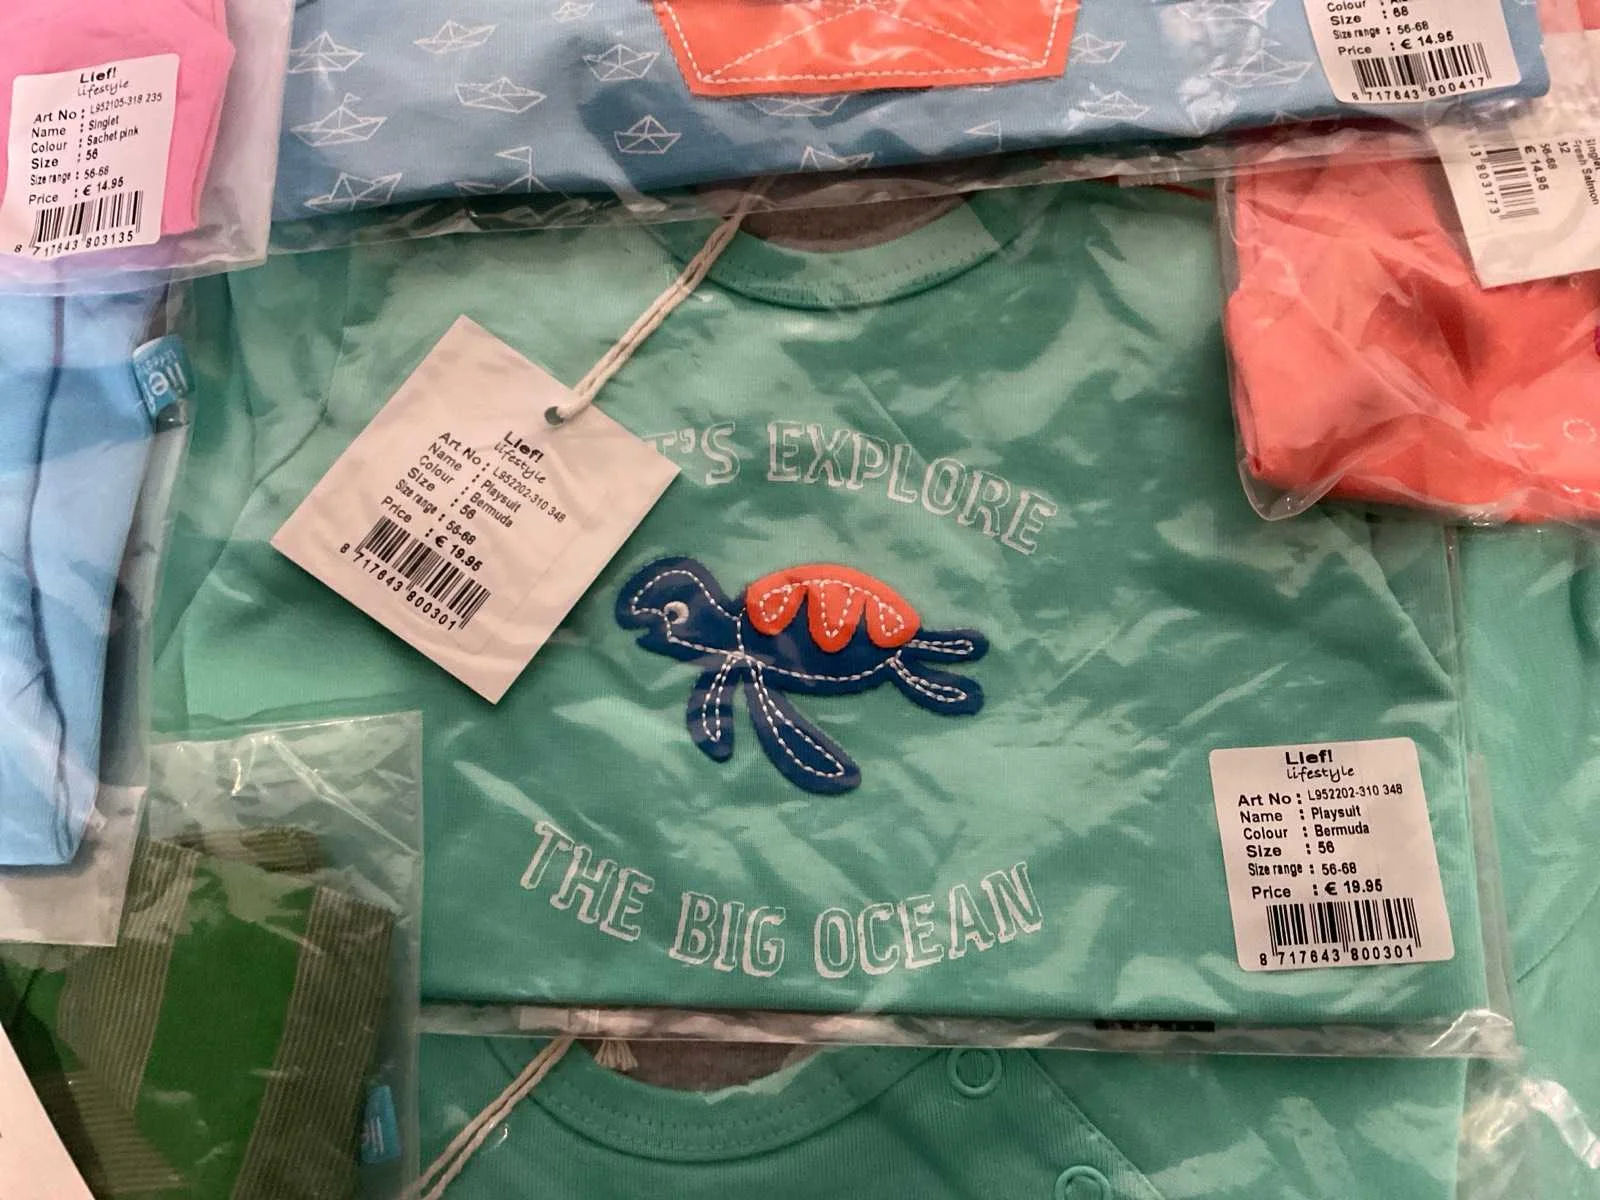 Lief!
lifestyle
Art No : L952105-318 235
Name : Singlet
Colour : Sachet pink
Size : 56
Size range : 56-68
Price : € 14.95
8 717643 803135
Colour :
Size : 68
Size range : 56-68
Price : € 14.95
8 717643 800417
Fresh Salmon
56-68
€ 14.95
803173
Lief!
lifestyle
Art No : L952202-310 348
Name : Playsuit
Colour : Bermuda
Size : 56
Size range : 56-68
Price : € 19.95
8 717643 800301
T'S EXPLORE
THE BIG OCEAN
Lief!
lifestyle
Art No : L952202-310 348
Name : Playsuit
Colour : Bermuda
Size : 56
Size range : 56-68
Price : € 19.95
8 717643 800301